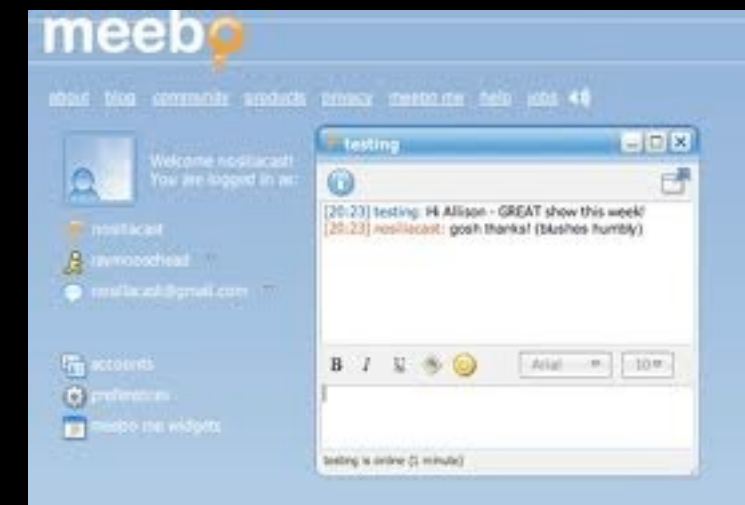 meebo
about blog community products privacy meebo me help jobs
Welcome nosillacast!
You are logged in as:
nosillacast
raymoosehead
nosillacast@gmail.com
accounts
preferences
meebo me widgets
testing
[20:23] testing: Hi Allison - GREAT show this week!
[20:23] nosillacast: gosh thanks! (blushes humbly)
B I U Arial 10
testing is online (1 minute)